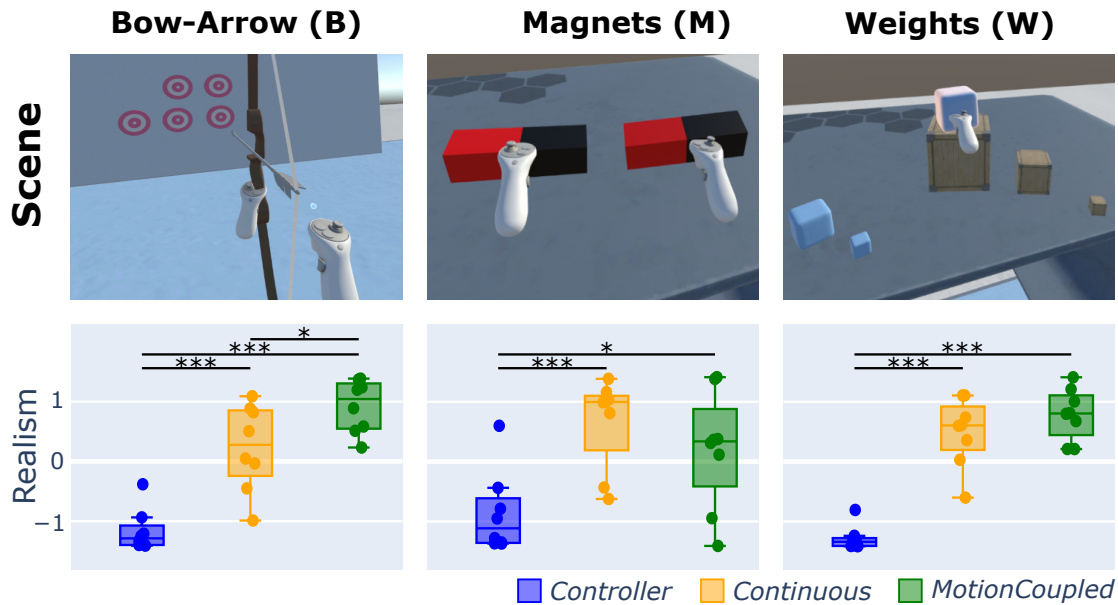 Bow-Arrow (B)
Magnets (M)
Weights (W)
Scene
*
***
***
*
***
***
***
Realism
1
0
−1
Controller
Continuous
MotionCoupled